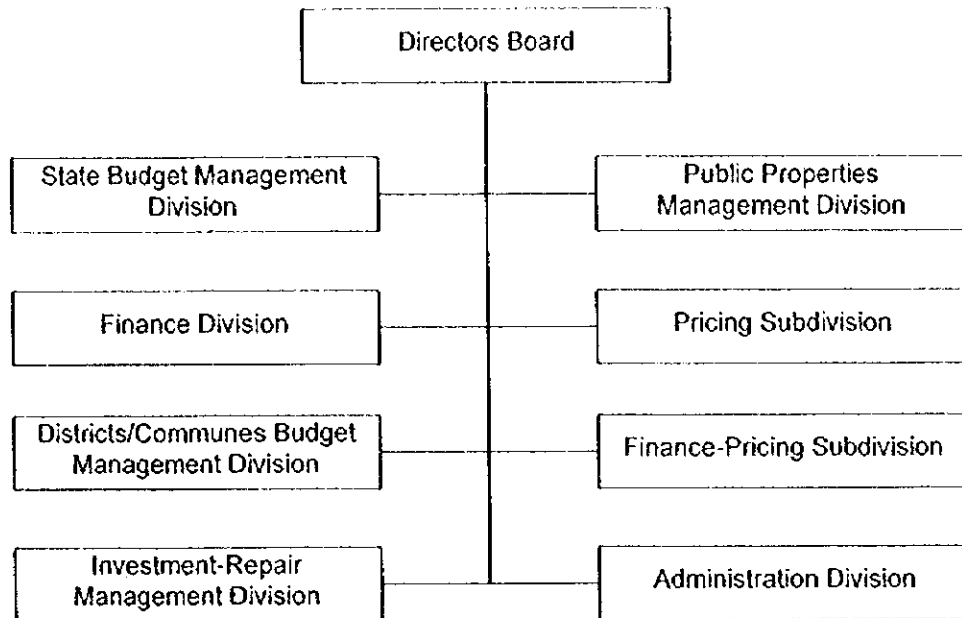 Directors Board
State Budget Management
Division
Public Properties
Management Division
Finance Division
Pricing Subdivision
Districts/Communes Budget
Management Division
Finance-Pricing Subdivision
Investment-Repair
Management Division
Administration Division